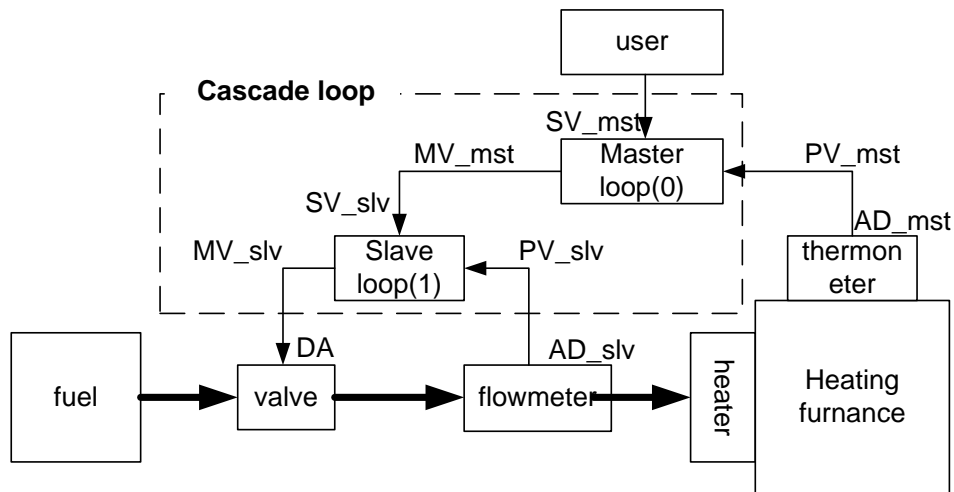 user
Cascade loop
SV_mst
MV_mst
Master
loop(0)
PV_mst
SV_slv
AD_mst
MV_slv
Slave
loop(1)
PV_slv
thermon
eter
DA
AD_slv
fuel
valve
flowmeter
heater
Heating
furnance